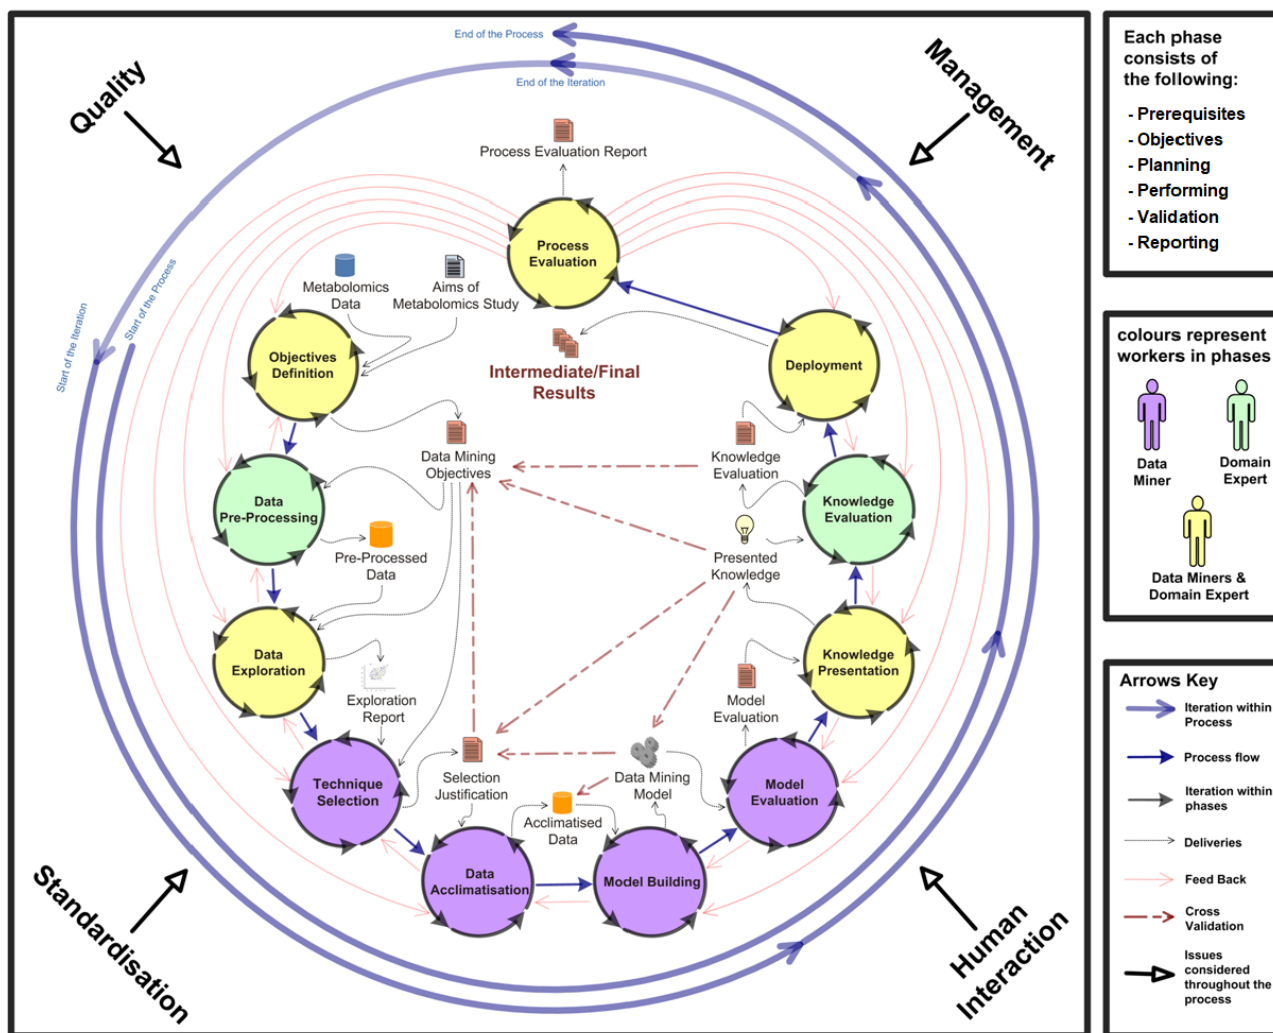 End of the Process
End of the Iteration
Quality
Management
Process Evaluation Report
Process
Evaluation
Metabolomics
Data
Aims of
Metabolomics Study
Start of the Process
Start of the Iteration
Objectives
Definition
Intermediate/Final
Results
Deployment
Data Mining
Objectives
Knowledge
Evaluation
Data
Pre-Processing
Knowledge
Evaluation
Pre-Processed
Data
Presented
Knowledge
Data
Exploration
Knowledge
Presentation
Exploration
Report
Model
Evaluation
Technique
Selection
Selection
Justification
Data Mining
Model
Model
Evaluation
Acclimatised
Data
Data
Acclimatisation
Model Building
Standardisation
Human
Interaction
Each phase
consists of
the following:
- Prerequisites
- Objectives
- Planning
- Performing
- Validation
- Reporting
colours represent
workers in phases
Data
Miner
Domain
Expert
Data Miners &
Domain Expert
Arrows Key
Iteration within
Process
Process flow
Iteration within
phases
Deliveries
Feed Back
Cross
Validation
Issues
considered
throughout the
process